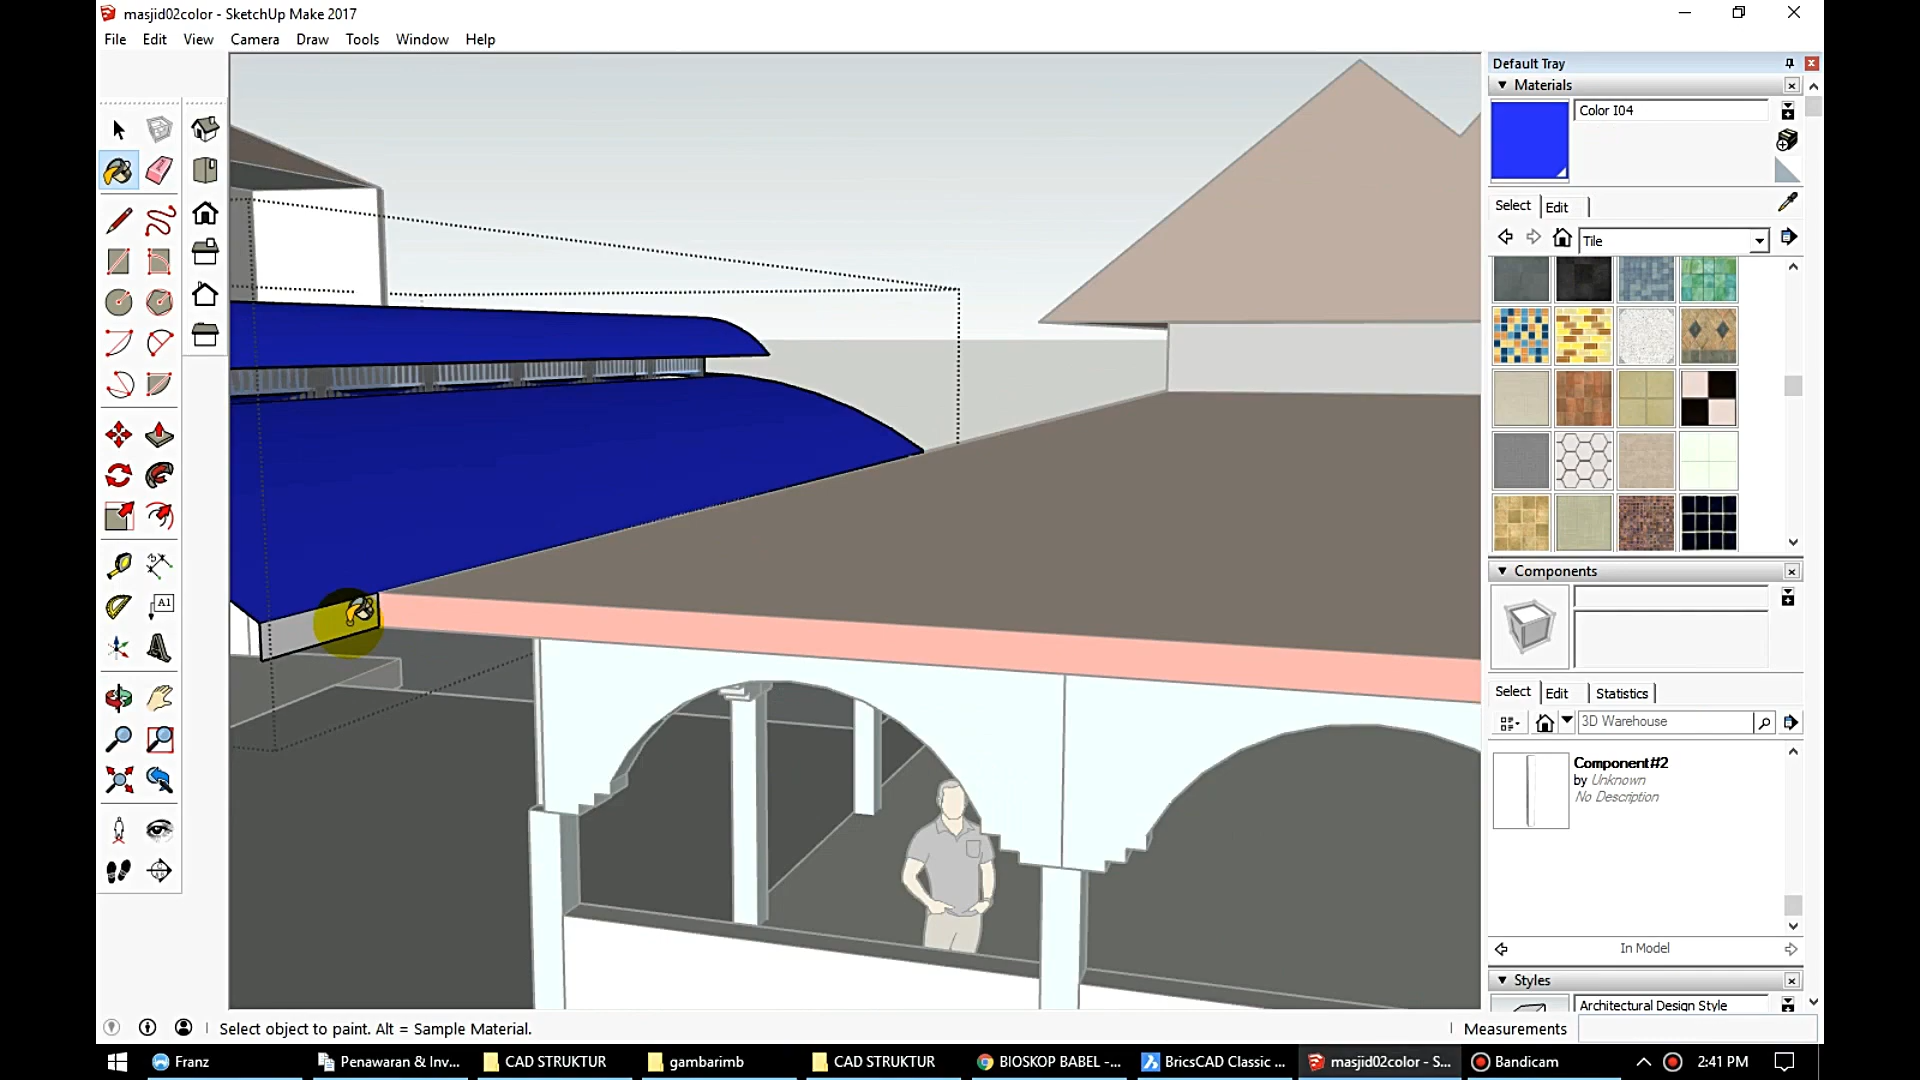 masjid02color - SketchUp Make 2017
File Edit View Camera Draw Tools Window Help
Default Tray
Materials
Color I04
Select Edit
Tile
Components
Select Edit Statistics
3D Warehouse
Component#2
by Unknown
No Description
In Model
Styles
Architectural Design Style
A1
Select object to paint. Alt = Sample Material.
Measurements
Franz
Penawaran & Inv...
CAD STRUKTUR
gambarimb
CAD STRUKTUR
BIOSKOP BABEL -...
BricsCAD Classic ...
masjid02color - S...
Bandicam
2:41 PM